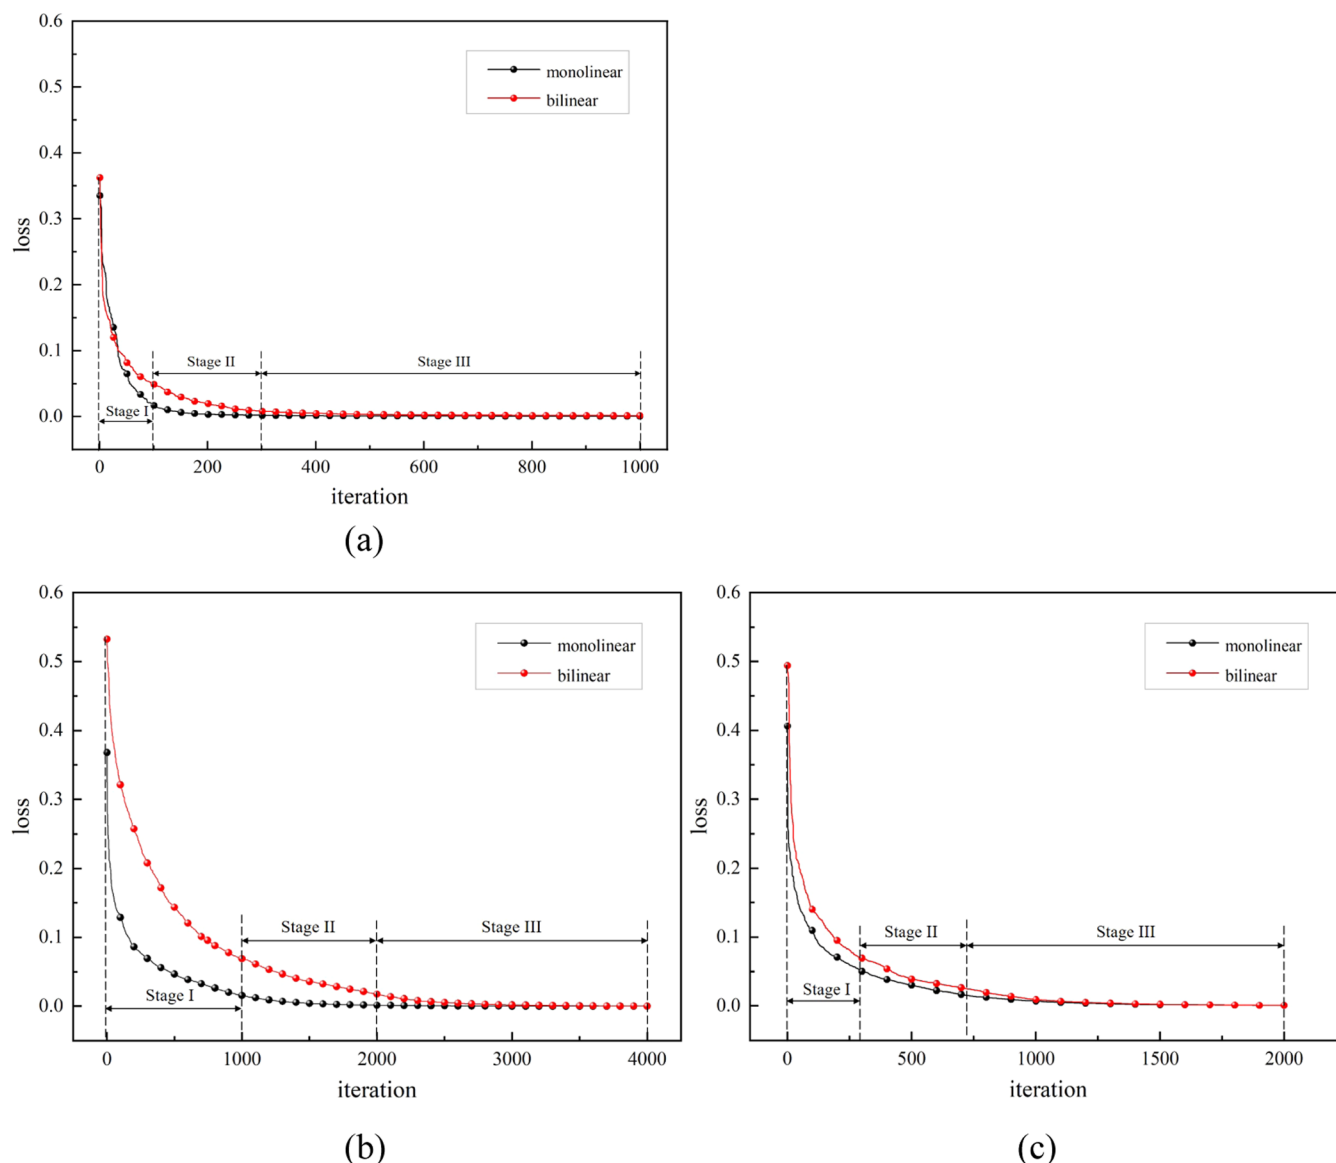 0.6
0.5
0.4
0.3
0.2
0.1
0.0
loss
monolinear
bilinear
Stage I
Stage II
Stage III
0
200
400
600
800
1000
iteration
(a)
0.6
0.5
0.4
0.3
0.2
0.1
0.0
loss
monolinear
bilinear
Stage I
Stage II
Stage III
0
1000
2000
3000
4000
iteration
(b)
0.6
0.5
0.4
0.3
0.2
0.1
0.0
loss
monolinear
bilinear
Stage I
Stage II
Stage III
0
500
1000
1500
2000
iteration
(c)